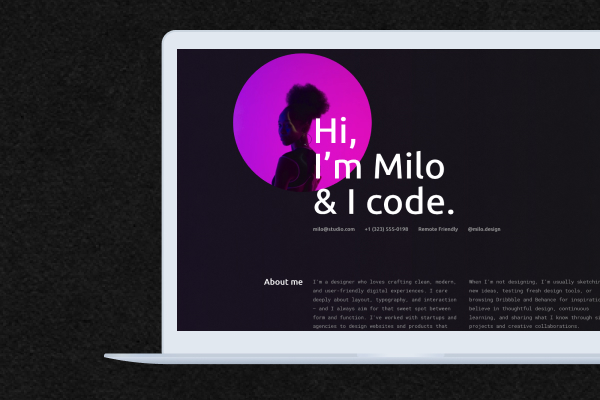 Hi,
I'm Milo
& I code.
milo@studio.com +1 (323) 555-0198 Remote Friendly @milo.design
About me
I'm a designer who loves crafting clean, modern,
and user-friendly digital experiences. I care
deeply about layout, typography, and interaction
— and I always aim for that sweet spot between
form and function. I've worked with startups and
agencies to design websites and products that
When I'm not designing, I'm usually sketching
new ideas, testing fresh design tools, or
browsing Dribbble and Behance for inspiration
believe in thoughtful design, continuous
learning, and sharing what I know through
projects and creative collaborations.